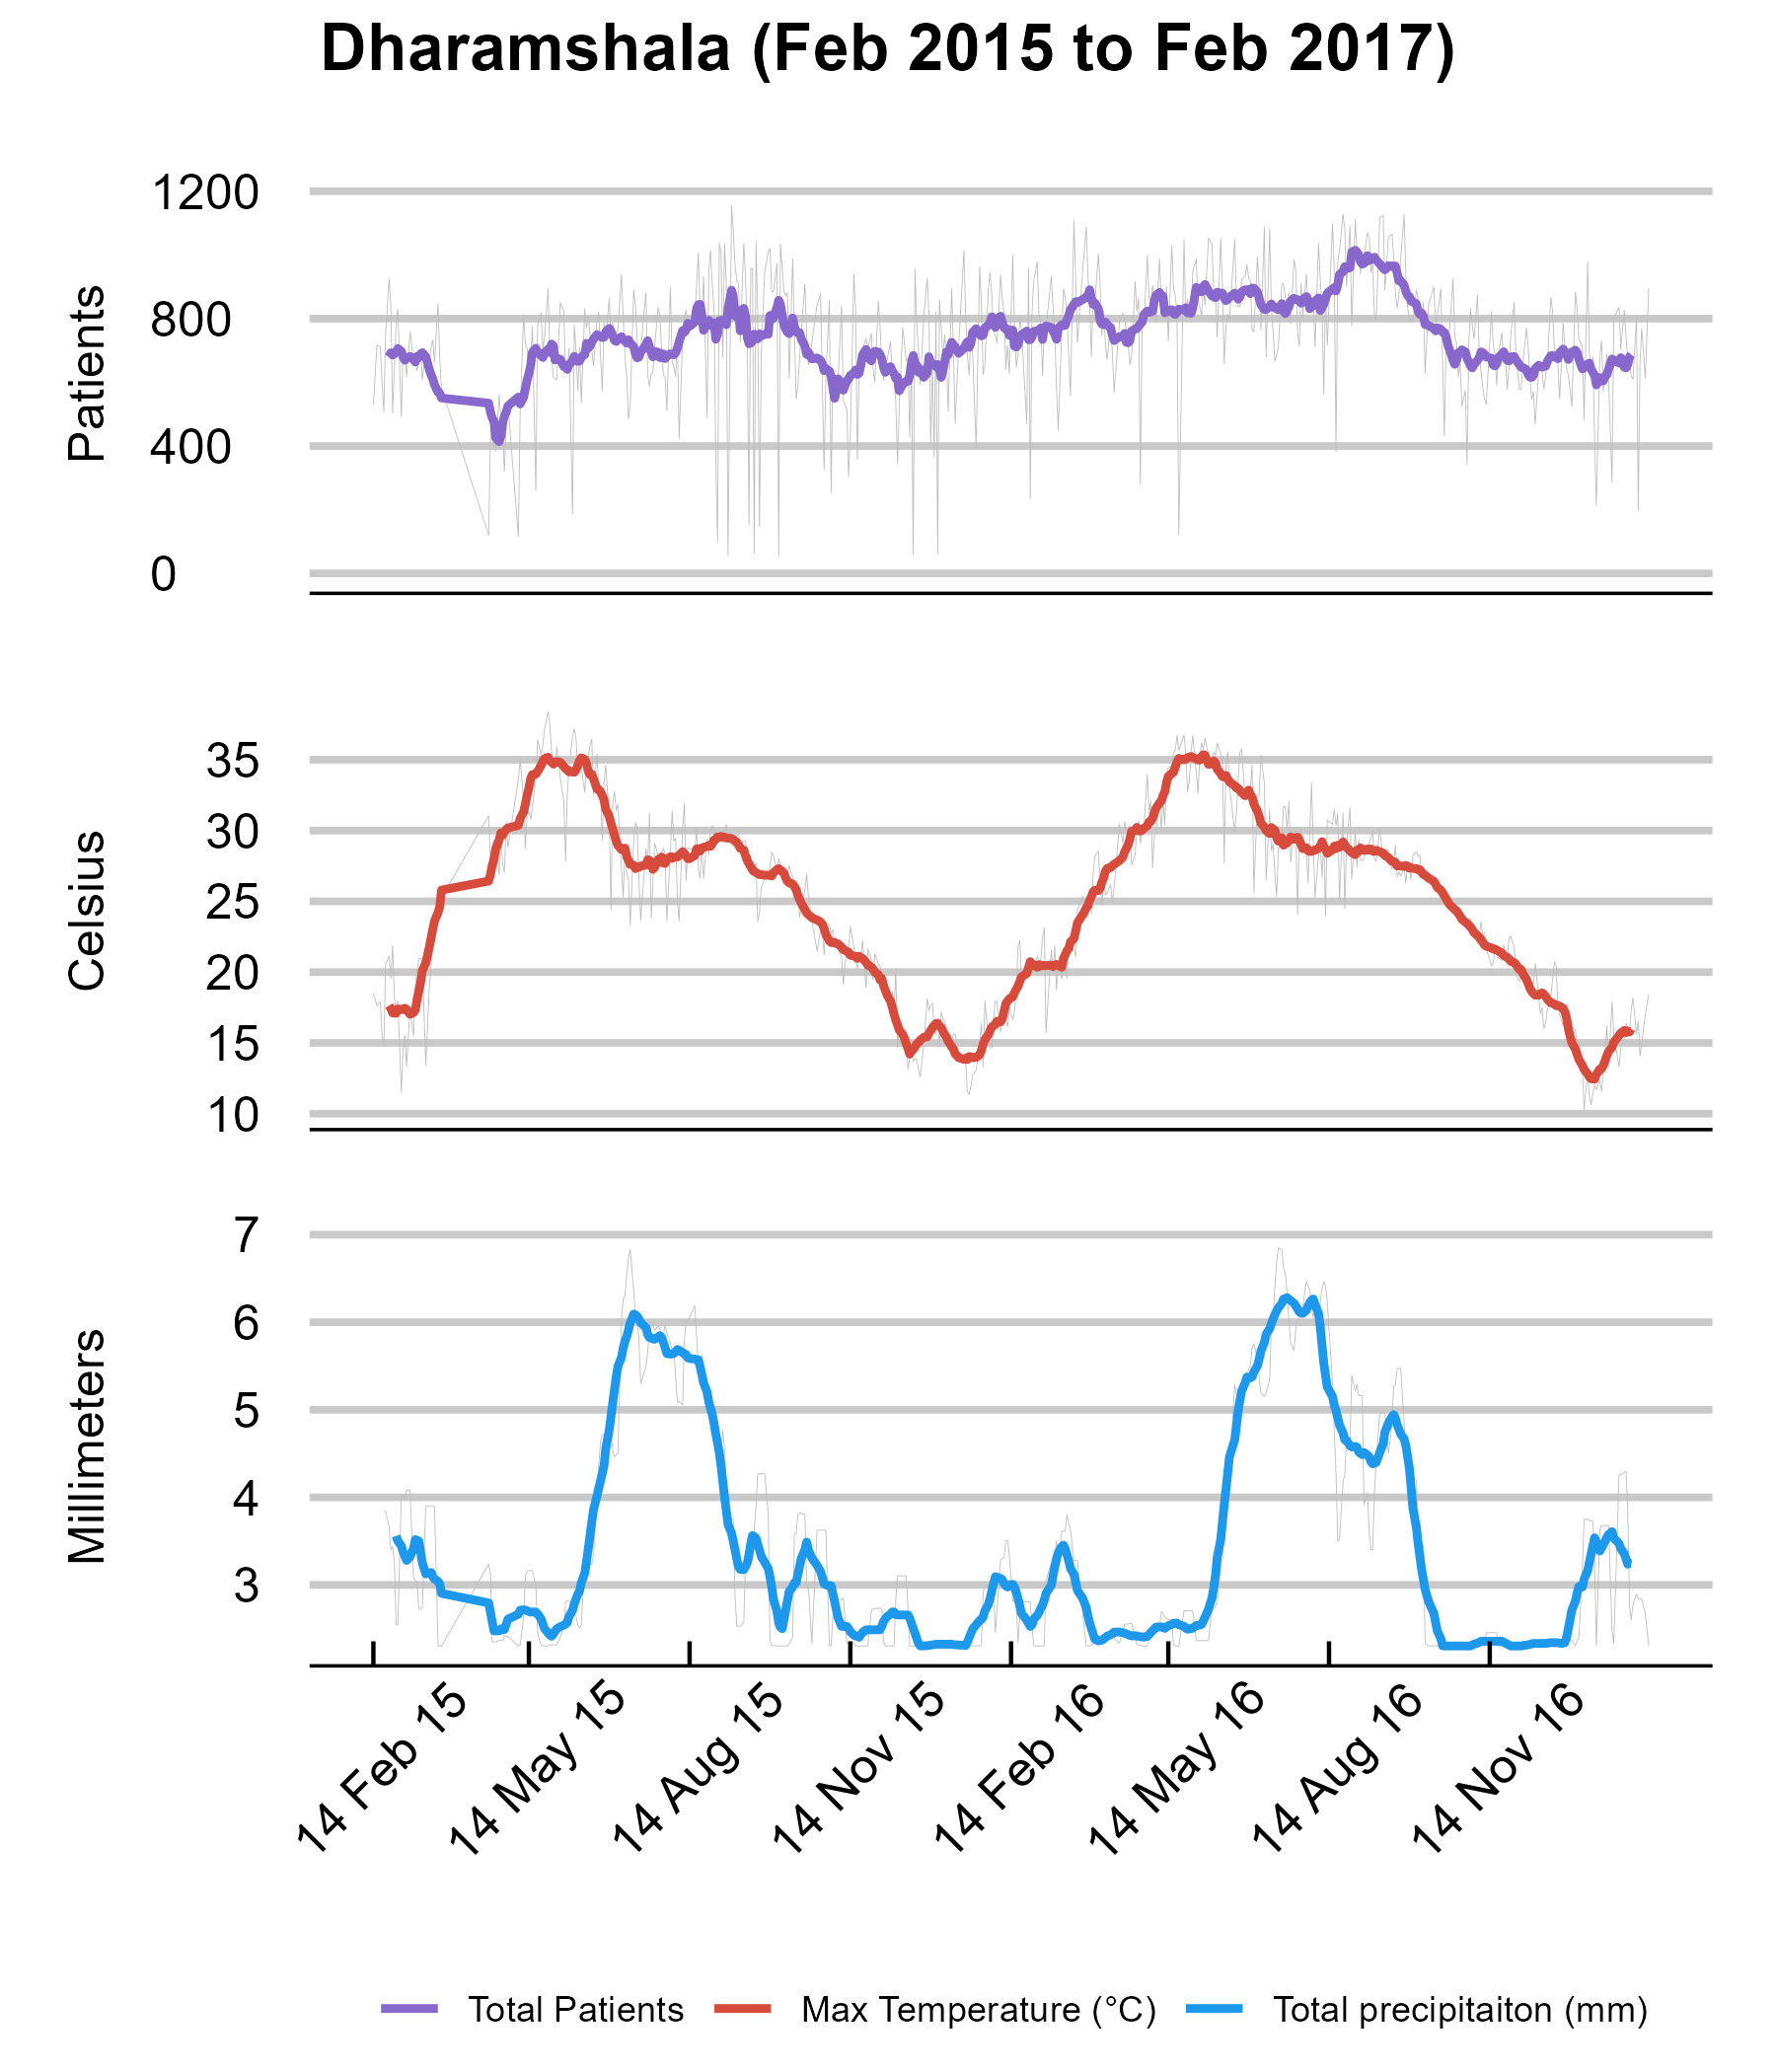 Dharamshala (Feb 2015 to Feb 2017)
Patients
1200
800
400
0
Celsius
35
30
25
20
15
10
Millimeters
7
6
5
4
3
14 Feb 15
14 May 15
14 Aug 15
14 Nov 15
14 Feb 16
14 May 16
14 Aug 16
14 Nov 16
Total Patients
Max Temperature (°C)
Total precipitaiton (mm)